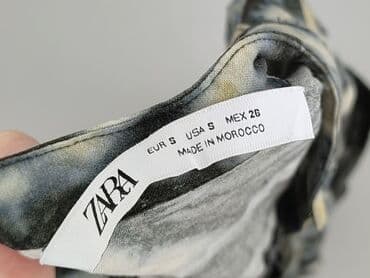 ZARA
EUR S USA S MEX 26
MADE IN MOROCCO